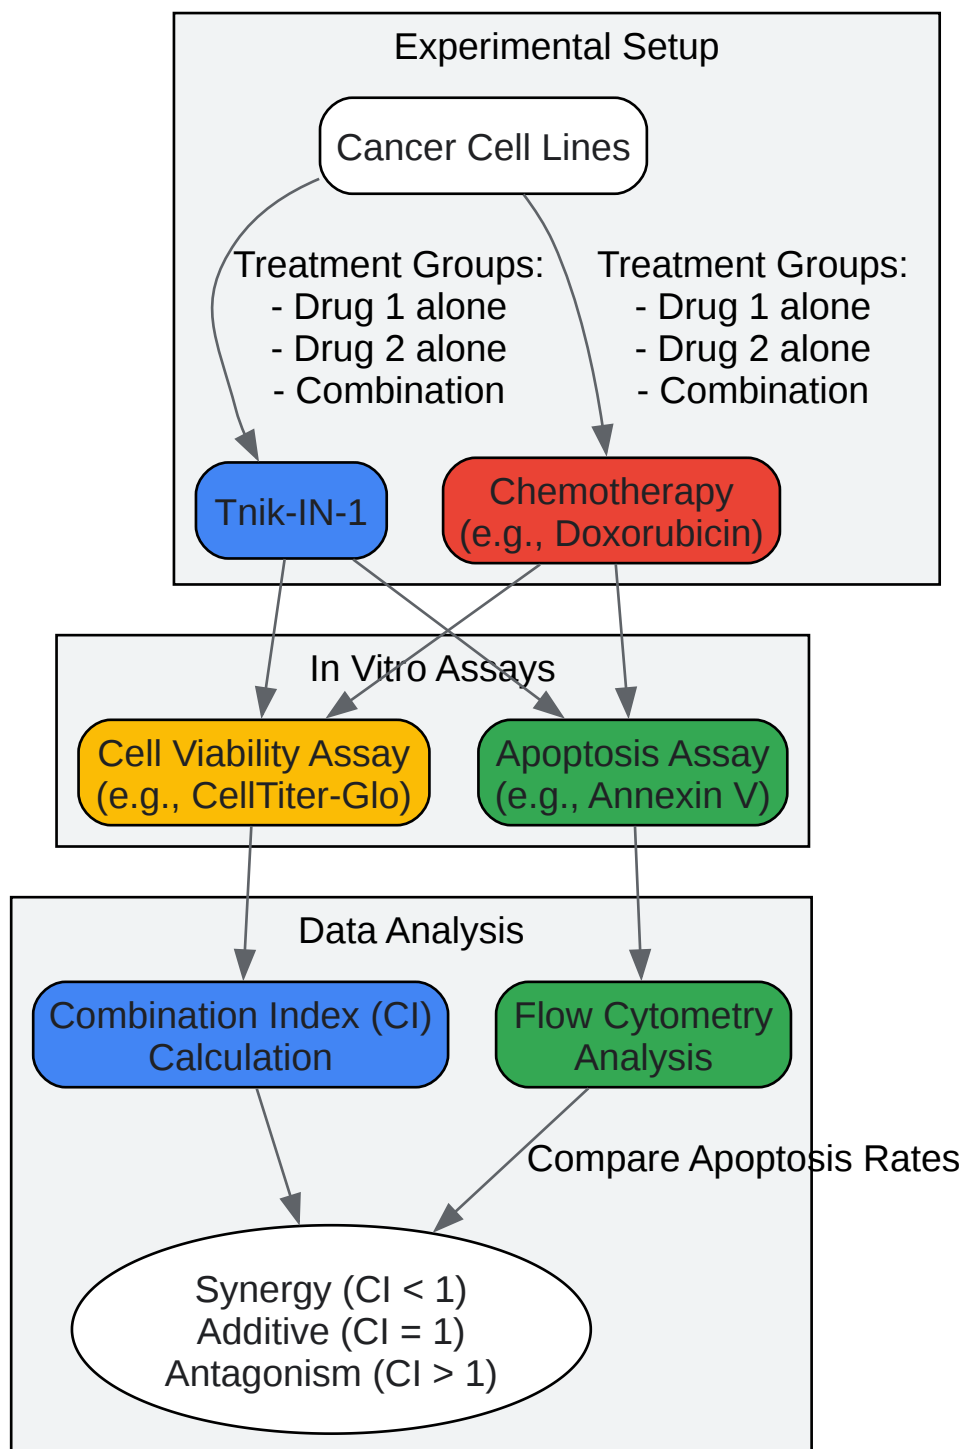 Experimental Setup
Cancer Cell Lines
Treatment Groups:
- Drug 1 alone
- Drug 2 alone
- Combination
Treatment Groups:
- Drug 1 alone
- Drug 2 alone
- Combination
Tnik-IN-1
Chemotherapy
(e.g., Doxorubicin)
In Vitro Assays
Cell Viability Assay
(e.g., CellTiter-Glo)
Apoptosis Assay
(e.g., Annexin V)
Data Analysis
Combination Index (CI)
Calculation
Flow Cytometry
Analysis
Compare Apoptosis Rates
Synergy (CI < 1)
Additive (CI = 1)
Antagonism (CI > 1)